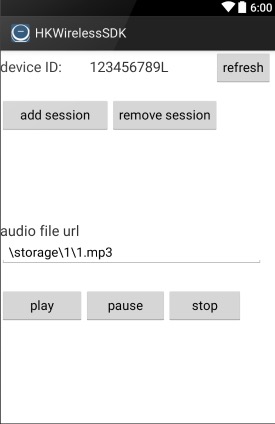 6:00
HKWirelessSDK
device ID: 123456789L refresh
add session remove session
audio file url
\storage\1\1.mp3
play pause stop